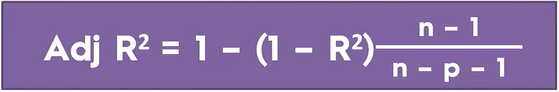 Adj R² = 1 – (1 – R²) n – 1 / n – p – 1